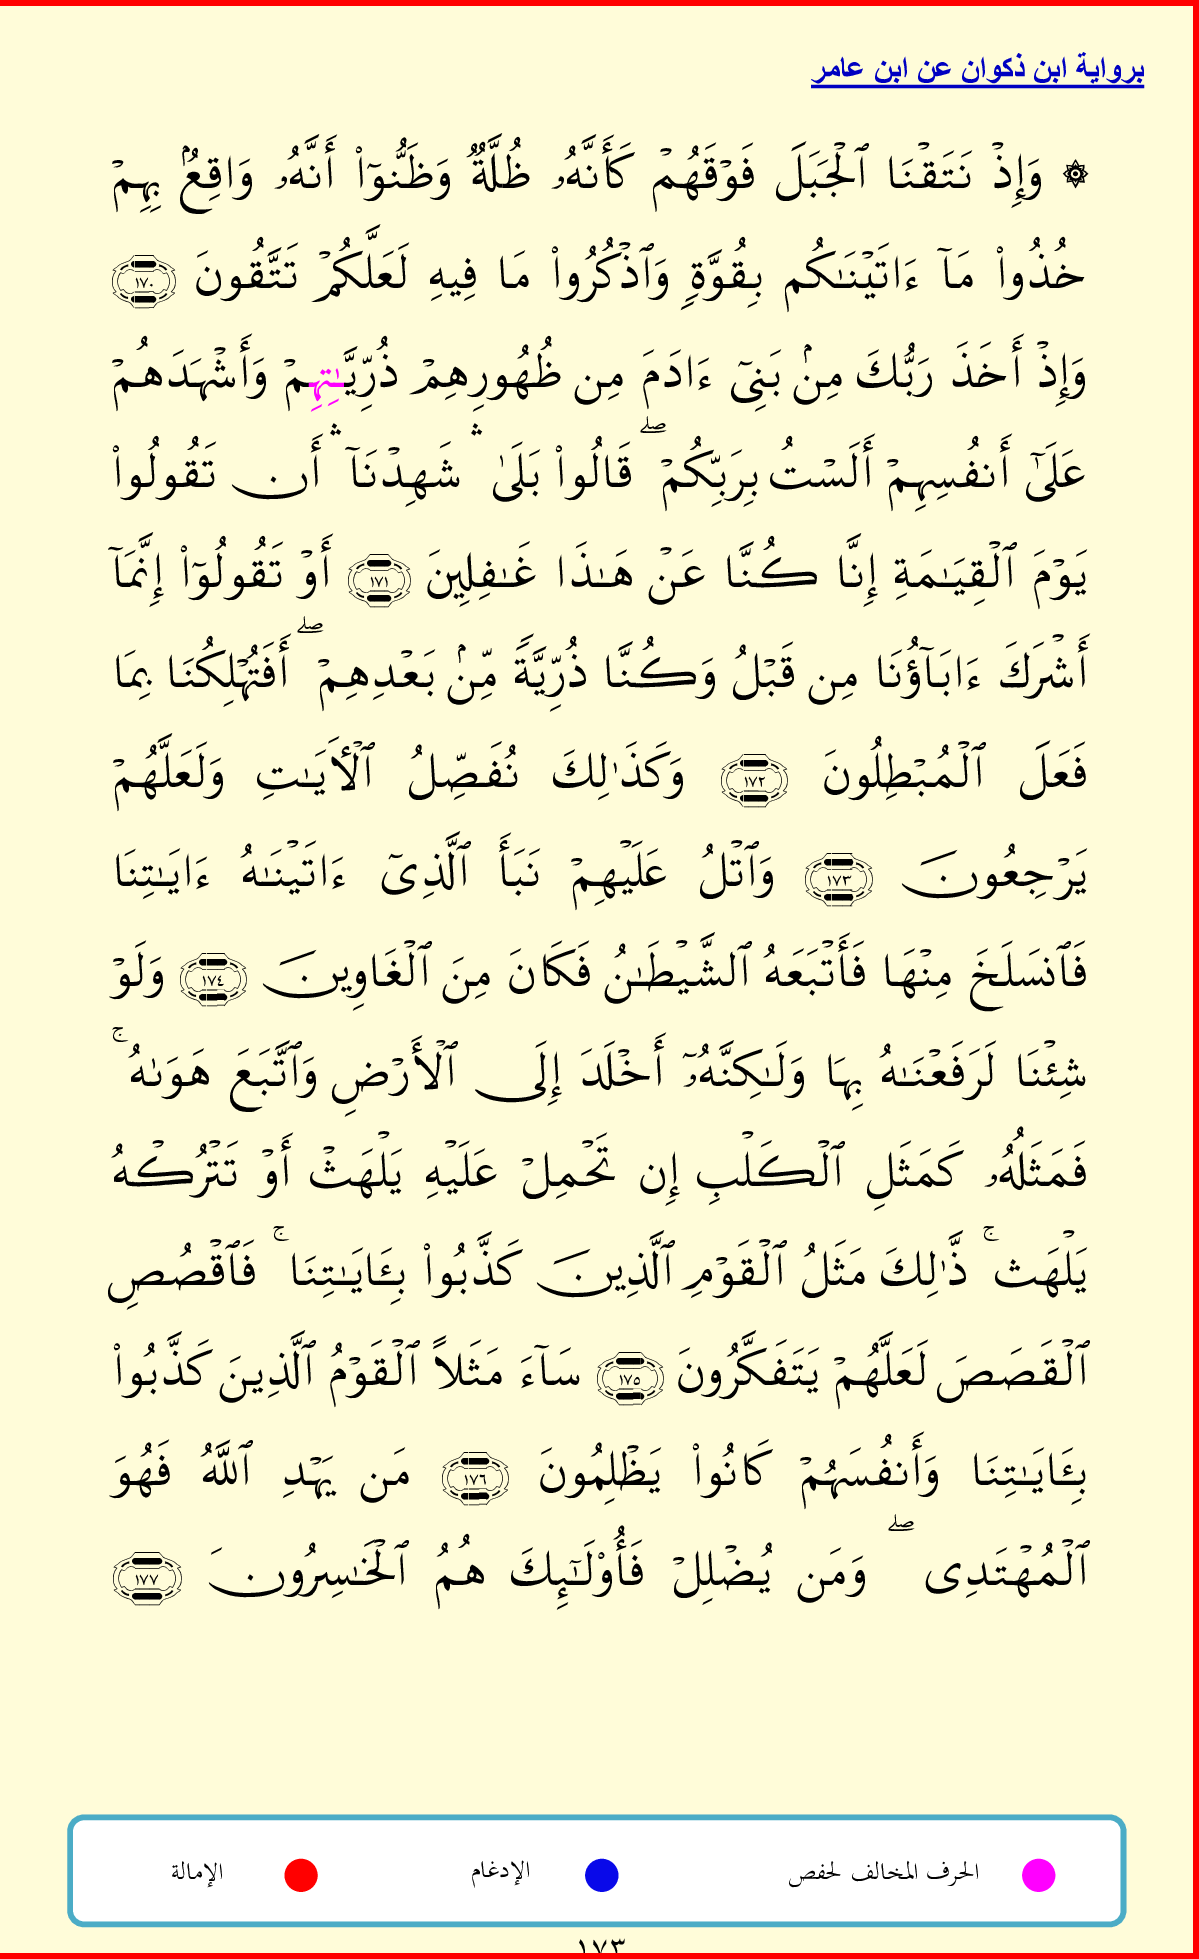 برواية ابن ذكوان عن ابن عامر
۞ وَإِذۡ نَتَقۡنَا ٱلۡجَبَلَ فَوۡقَهُمۡ كَأَنَّهُۥ ظُلَّةٞ وَظَنُّوٓاْ أَنَّهُۥ وَاقِعُۢ بِهِمۡ
خُذُواْ مَآ ءَاتَيۡنَٰكُم بِقُوَّةٖ وَٱذۡكُرُواْ مَا فِيهِ لَعَلَّكُمۡ تَتَّقُونَ ١٧٠
وَإِذۡ أَخَذَ رَبُّكَ مِنۢ بَنِيٓ ءَادَمَ مِن ظُهُورِهِمۡ ذُرِّيَّٰتِهِمۡ وَأَشۡهَدَهُمۡ
عَلَىٰٓ أَنفُسِهِمۡ أَلَسۡتُ بِرَبِّكُمۡۖ قَالُواْ بَلَىٰۛ شَهِدۡنَآۛ أَن تَقُولُواْ
يَوۡمَ ٱلۡقِيَٰمَةِ إِنَّا كُنَّا عَنۡ هَٰذَا غَٰفِلِينَ ١٧١ أَوۡ تَقُولُوٓاْ إِنَّمَآ
أَشۡرَكَ ءَابَآؤُنَا مِن قَبۡلُ وَكُنَّا ذُرِّيَّةٗ مِّنۢ بَعۡدِهِمۡۖ أَفَتُهۡلِكُنَا بِمَا
فَعَلَ ٱلۡمُبۡطِلُونَ ١٧٢ وَكَذَٰلِكَ نُفَصِّلُ ٱلۡأٓيَٰتِ وَلَعَلَّهُمۡ
يَرۡجِعُونَ ١٧٣ وَٱتۡلُ عَلَيۡهِمۡ نَبَأَ ٱلَّذِيٓ ءَاتَيۡنَٰهُ ءَايَٰتِنَا
فَٱنسَلَخَ مِنۡهَا فَأَتۡبَعَهُ ٱلشَّيۡطَٰنُ فَكَانَ مِنَ ٱلۡغَاوِينَ ١٧٤ وَلَوۡ
شِئۡنَا لَرَفَعۡنَٰهُ بِهَا وَلَٰكِنَّهُۥٓ أَخۡلَدَ إِلَى ٱلۡأَرۡضِ وَٱتَّبَعَ هَوَىٰهُۚ
فَمَثَلُهُۥ كَمَثَلِ ٱلۡكَلۡبِ إِن تَحۡمِلۡ عَلَيۡهِ يَلۡهَثۡ أَوۡ تَتۡرُكۡهُ
يَلۡهَثۚ ذَّٰلِكَ مَثَلُ ٱلۡقَوۡمِ ٱلَّذِينَ كَذَّبُواْ بِـَٔايَٰتِنَاۚ فَٱقۡصُصِ
ٱلۡقَصَصَ لَعَلَّهُمۡ يَتَفَكَّرُونَ ١٧٥ سَآءَ مَثَلًا ٱلۡقَوۡمُ ٱلَّذِينَ كَذَّبُواْ
بِـَٔايَٰتِنَا وَأَنفُسَهُمۡ كَانُواْ يَظۡلِمُونَ ١٧٦ مَن يَهۡدِ ٱللَّهُ فَهُوَ
ٱلۡمُهۡتَدِيۖ وَمَن يُضۡلِلۡ فَأُوْلَٰٓئِكَ هُمُ ٱلۡخَٰسِرُونَ ١٧٧
الحرف المخالف لحفص الإدغام الإمالة
١٧٣